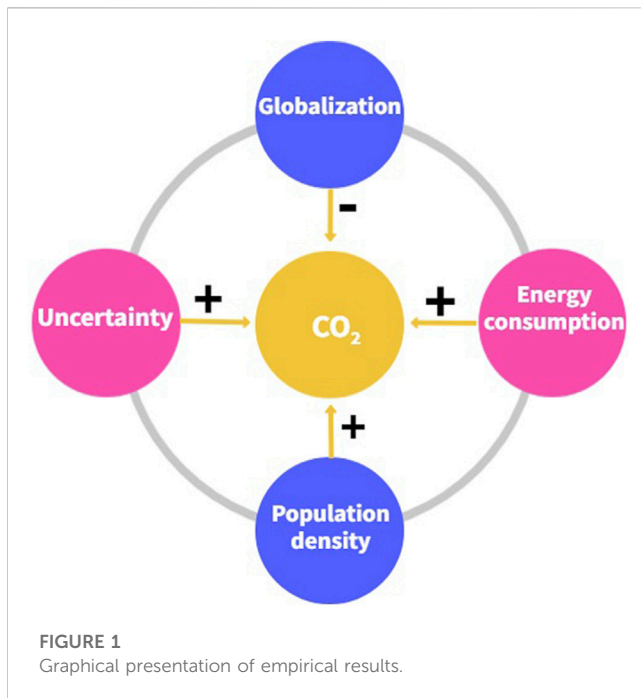 Globalization
-
Uncertainty
+
CO₂
+
Energy
consumption
+
Population
density
FIGURE 1
Graphical presentation of empirical results.